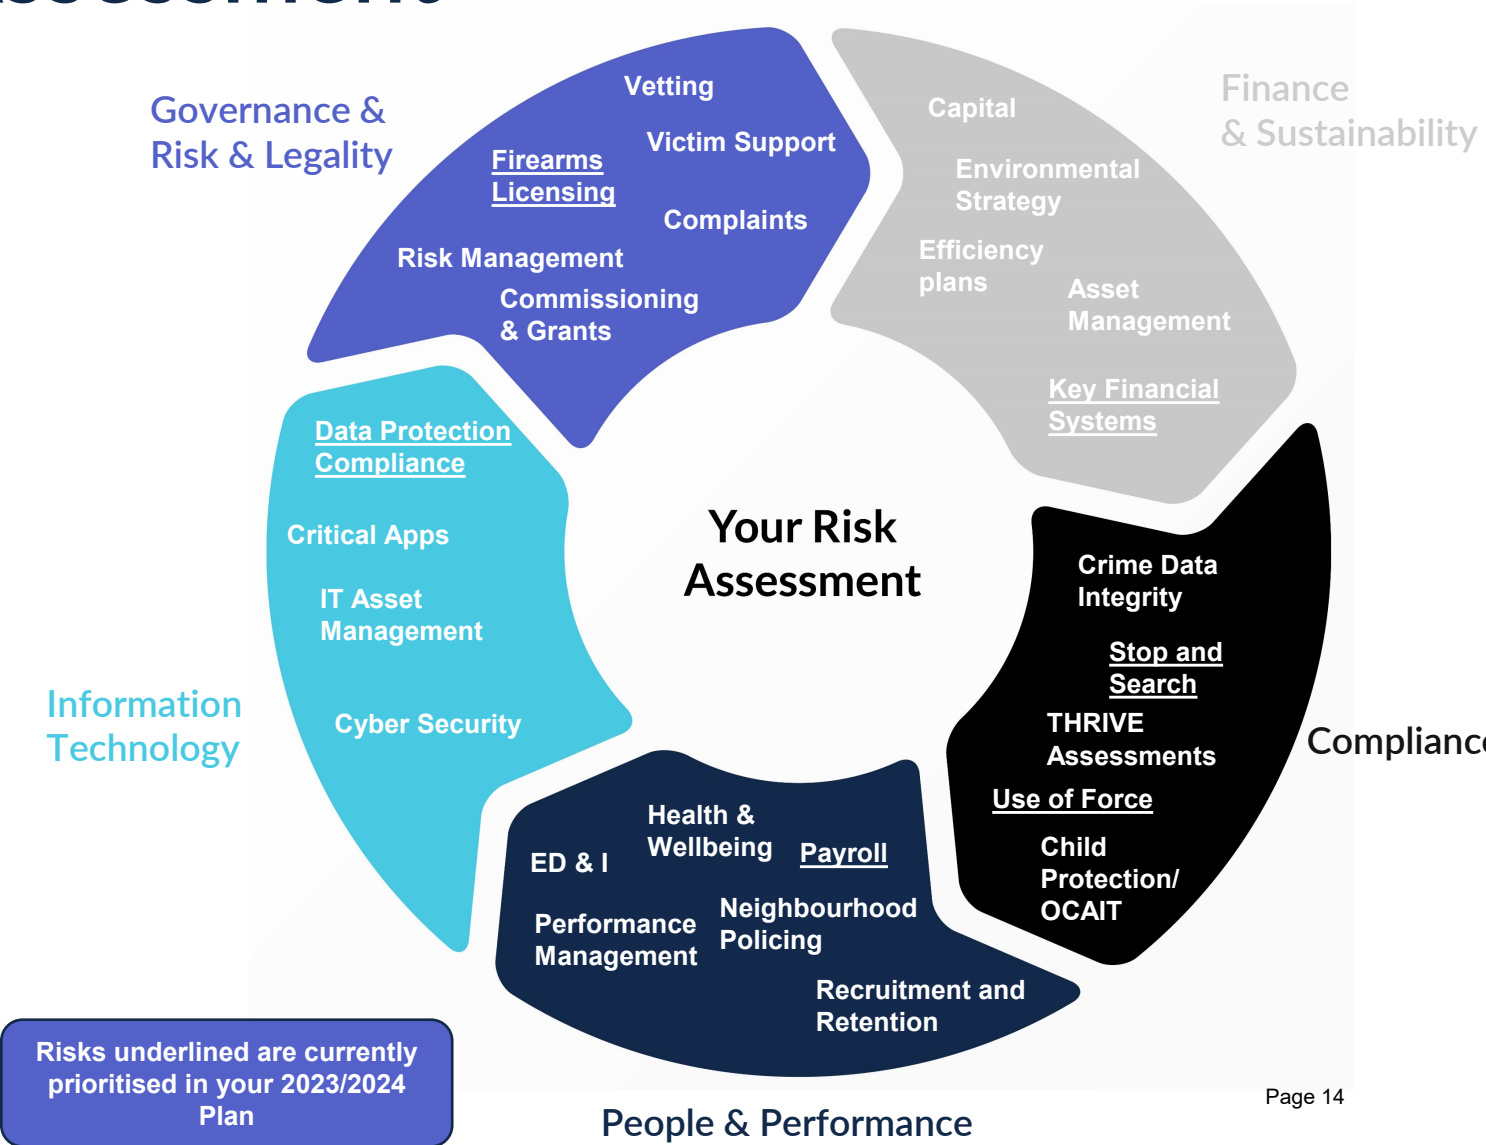 Governance &
Risk & Legality
Vetting
Victim Support
Firearms
Licensing
Complaints
Risk Management
Commissioning
& Grants
Finance
& Sustainability
Capital
Environmental
Strategy
Efficiency
plans
Asset
Management
Key Financial
Systems
Data Protection
Compliance
Critical Apps
IT Asset
Management
Cyber Security
Information
Technology
Your Risk
Assessment
Crime Data
Integrity
Stop and
Search
THRIVE
Assessments
Use of Force
Child
Protection/
OCAIT
Compliance
Health &
Wellbeing
Payroll
ED & I
Neighbourhood
Policing
Performance
Management
Recruitment and
Retention
People & Performance
Risks underlined are currently
prioritised in your 2023/2024
Plan
Page 14